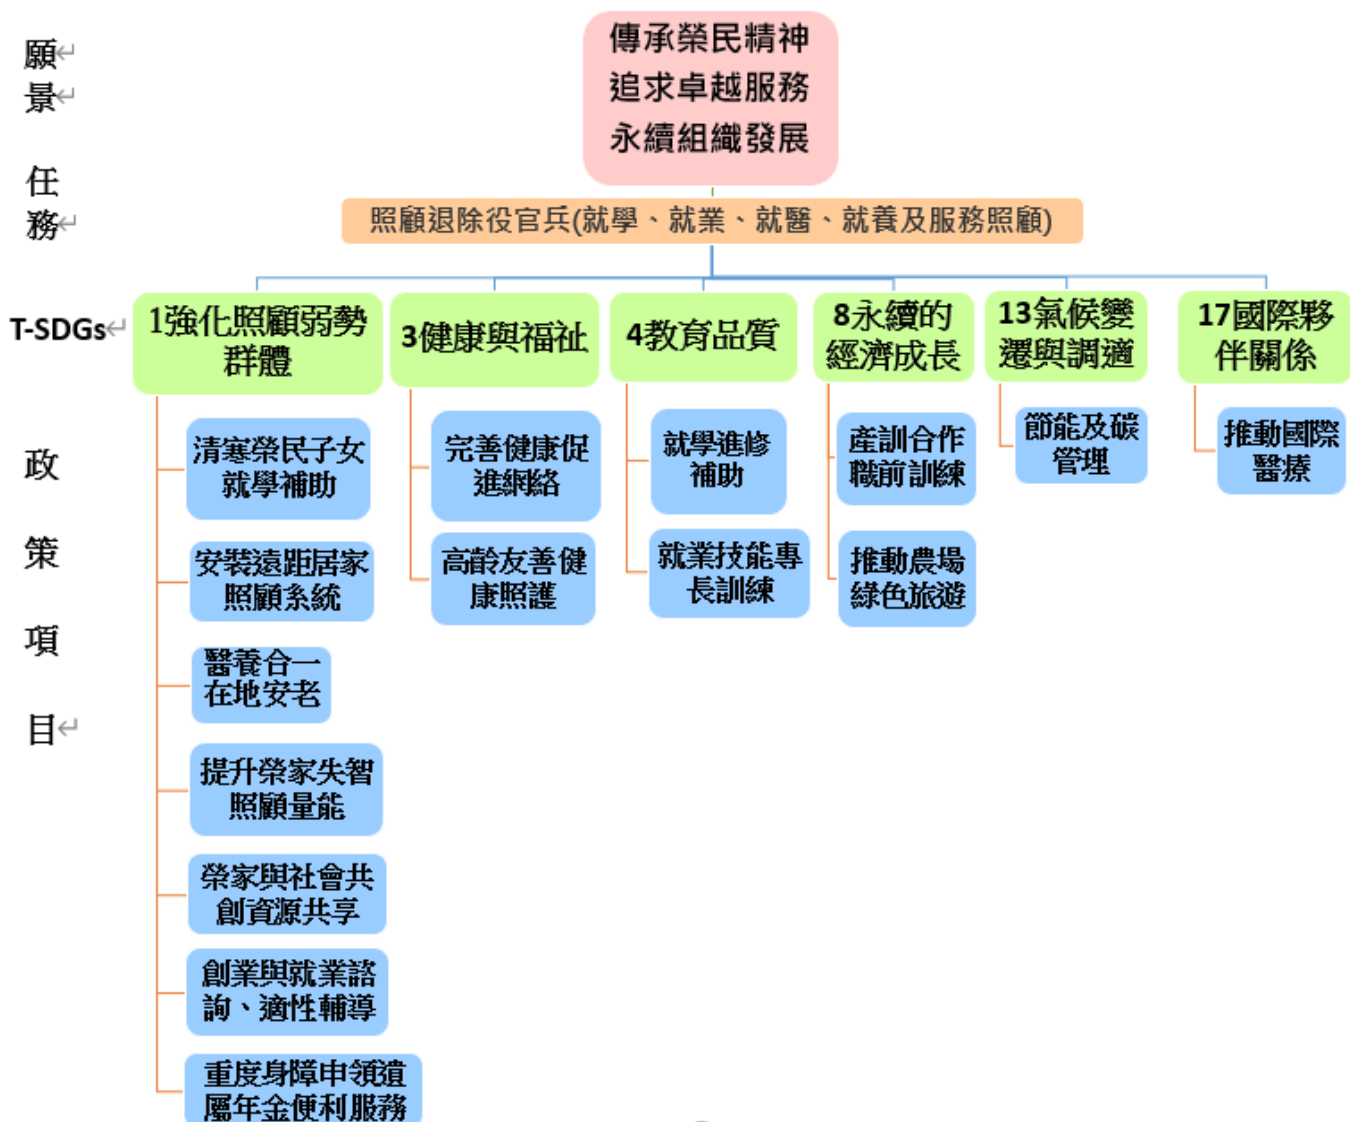 願
景
傳承榮民精神
追求卓越服務
永續組織發展
任
務
照顧退除役官兵(就學、就業、就醫、就養及服務照顧)
T-SDGs
1強化照顧弱勢
群體
3健康與福祉
4教育品質
8永續的
經濟成長
13氣候變
遷與調適
17國際夥
伴關係
政
策
項
目
清寒榮民子女
就學補助
安裝遠距居家
照顧系統
醫養合一
在地安老
提升榮家失智
照顧量能
榮家與社會共
創資源共享
創業與就業諮
詢、適性輔導
重度身障申領遺
屬年金便利服務
完善健康促
進網絡
高齡友善健
康照護
就學進修
補助
就業技能專
長訓練
產訓合作
職前訓練
推動農場
綠色旅遊
節能及碳
管理
推動國際
醫療